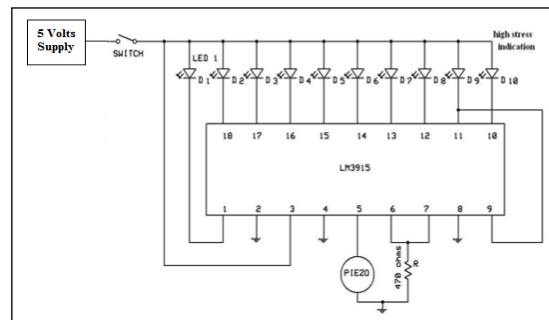 5 Volts
Supply
SWITCH
high stress
indication
LED 1
D1 D2 D3 D4 D5 D6 D7 D8 D9 D10
18 17 16 15 14 13 12 11 10
LM3915
1 2 3 4 5 6 7 8 9
PIEZO
470 ohms
R